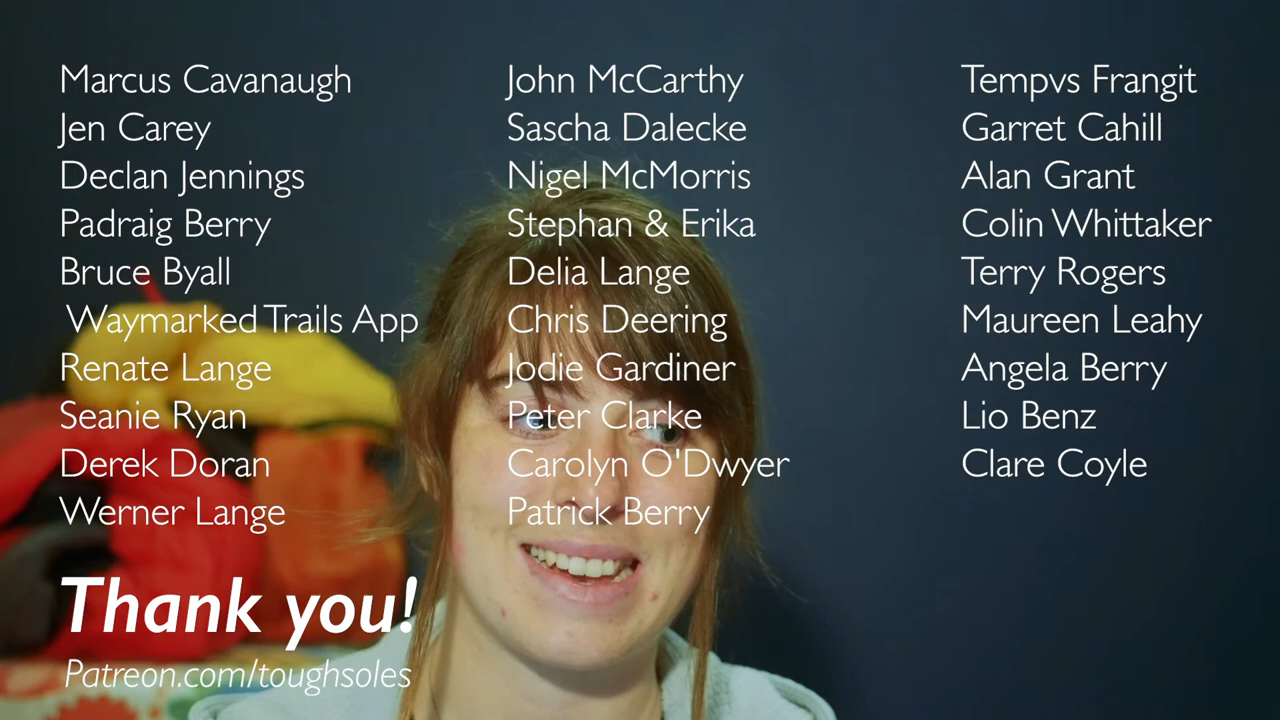 Marcus Cavanaugh
Jen Carey
Declan Jennings
Padraig Berry
Bruce Byall
Waymarked Trails App
Renate Lange
Seanie Ryan
Derek Doran
Werner Lange
John McCarthy
Sascha Dalecke
Nigel McMorris
Stephan & Erika
Delia Lange
Chris Deering
Jodie Gardiner
Peter Clarke
Carolyn O'Dwyer
Patrick Berry
Tempvs Frangit
Garret Cahill
Alan Grant
Colin Whittaker
Terry Rogers
Maureen Leahy
Angela Berry
Lio Benz
Clare Coyle
Thank you!
Patreon.com/toughsoles